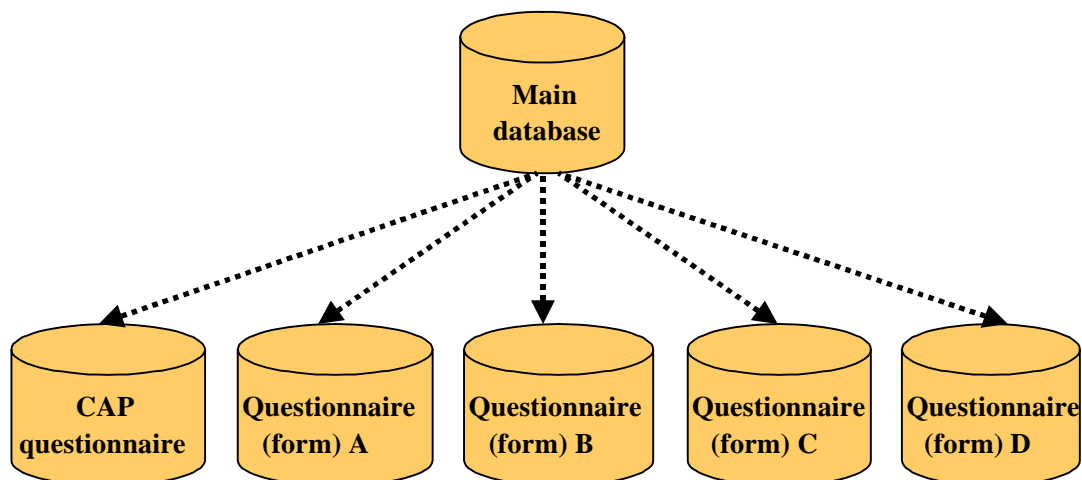 Main
database
CAP
questionnaire
Questionnaire
(form) A
Questionnaire
(form) B
Questionnaire
(form) C
Questionnaire
(form) D